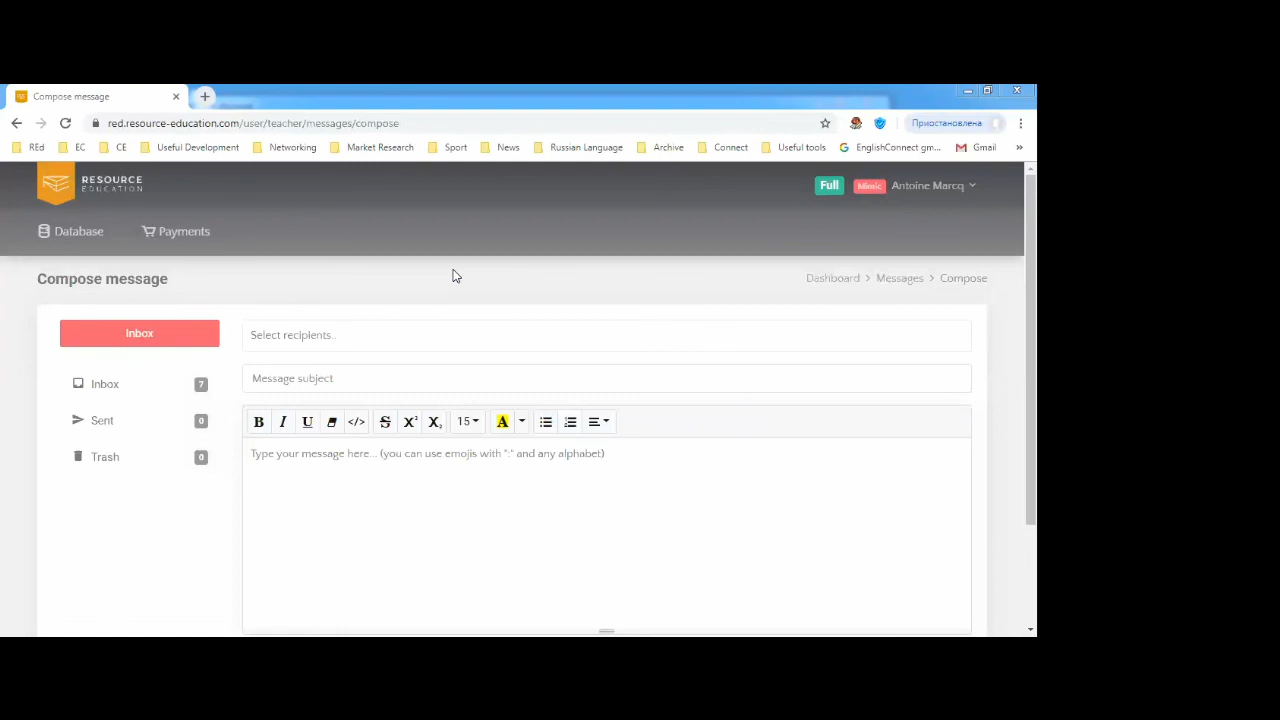 Compose message
red.resource-education.com/user/teacher/messages/compose
Приостановлена
REd EC CE Useful Development Networking Market Research Sport News Russian Language Archive Connect Useful tools EnglishConnect gm... Gmail »
RESOURCE
EDUCATION
Full Mimic Antoine Marcq
Database Payments
Compose message
Dashboard > Messages > Compose
Inbox
Select recipients..
Inbox 7
Message subject
Sent 0
B I U </> S X² X₂ 15 A
Trash 0
Type your message here... (you can use emojis with ":" and any alphabet)